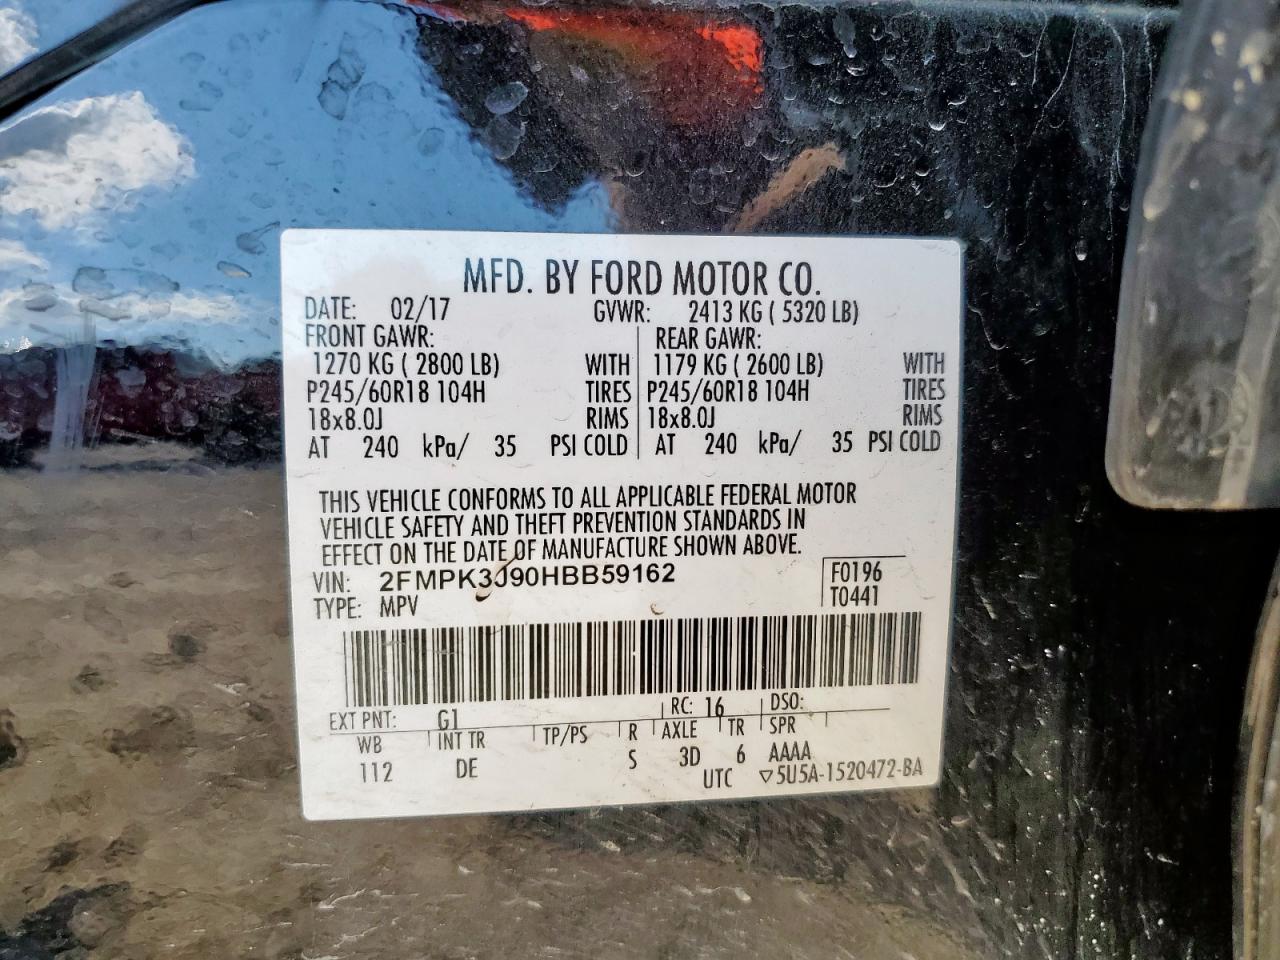 MFD. BY FORD MOTOR CO.
DATE: 02/17 GVWR: 2413 KG ( 5320 LB)
FRONT GAWR: REAR GAWR:
1270 KG ( 2800 LB) WITH 1179 KG ( 2600 LB) WITH
P245/60R18 104H TIRES P245/60R18 104H TIRES
18x8.0J RIMS 18x8.0J RIMS
AT 240 kPa/ 35 PSI COLD AT 240 kPa/ 35 PSI COLD
THIS VEHICLE CONFORMS TO ALL APPLICABLE FEDERAL MOTOR
VEHICLE SAFETY AND THEFT PREVENTION STANDARDS IN
EFFECT ON THE DATE OF MANUFACTURE SHOWN ABOVE.
VIN: 2FMPK3J90HBB59162 F0196
TYPE: MPV T0441
EXT PNT: G1 RC: 16 DSO:
WB INT TR TP/PS R AXLE TR SPR
112 DE S 3D 6 AAAA
UTC ▽5U5A-1520472-BA